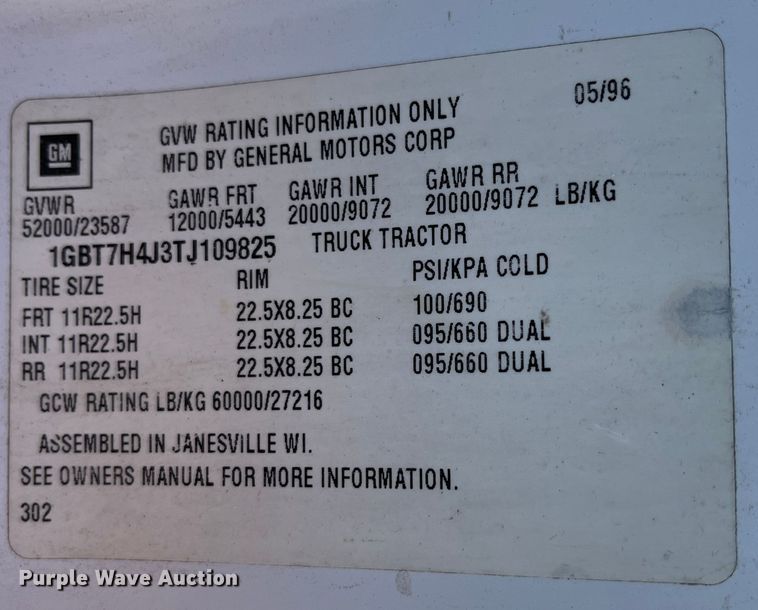 05/96
GM
GVW RATING INFORMATION ONLY
MFD BY GENERAL MOTORS CORP
GVWR GAWR FRT GAWR INT GAWR RR
52000/23587 12000/5443 20000/9072 20000/9072 LB/KG
1GBT7H4J3TJ109825 TRUCK TRACTOR
TIRE SIZE RIM PSI/KPA COLD
FRT 11R22.5H 22.5X8.25 BC 100/690
INT 11R22.5H 22.5X8.25 BC 095/660 DUAL
RR 11R22.5H 22.5X8.25 BC 095/660 DUAL
GCW RATING LB/KG 60000/27216
ASSEMBLED IN JANESVILLE WI.
SEE OWNERS MANUAL FOR MORE INFORMATION.
302
Purple Wave Auction